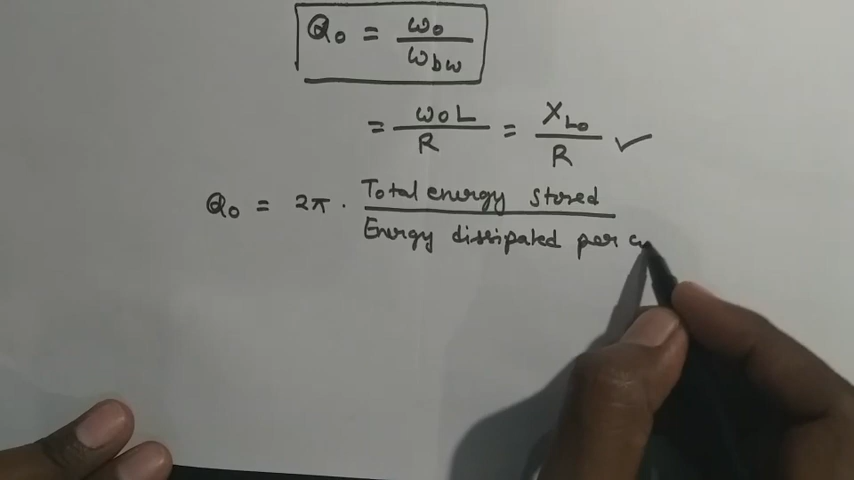 Q₀ = ω₀ / ω_bw
= ω₀L / R = X_L₀ / R ✓
Q₀ = 2π · Total energy stored / Energy dissipated per